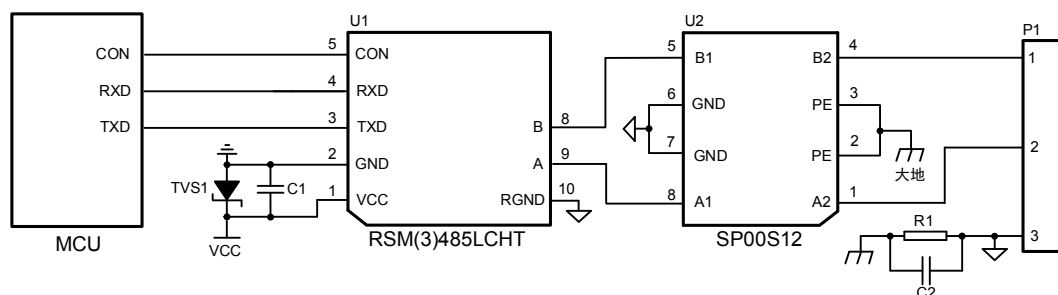 U1
U2
P1
CON
RXD
TXD
MCU
5
4
3
2
1
CON
RXD
TXD
GND
VCC
B
A
RGND
8
9
10
RSM(3)485LCHT
TVS1
C1
VCC
5
6
7
8
B1
GND
GND
A1
B2
PE
PE
A2
4
3
2
1
SP00S12
大地
1
2
3
R1
C2